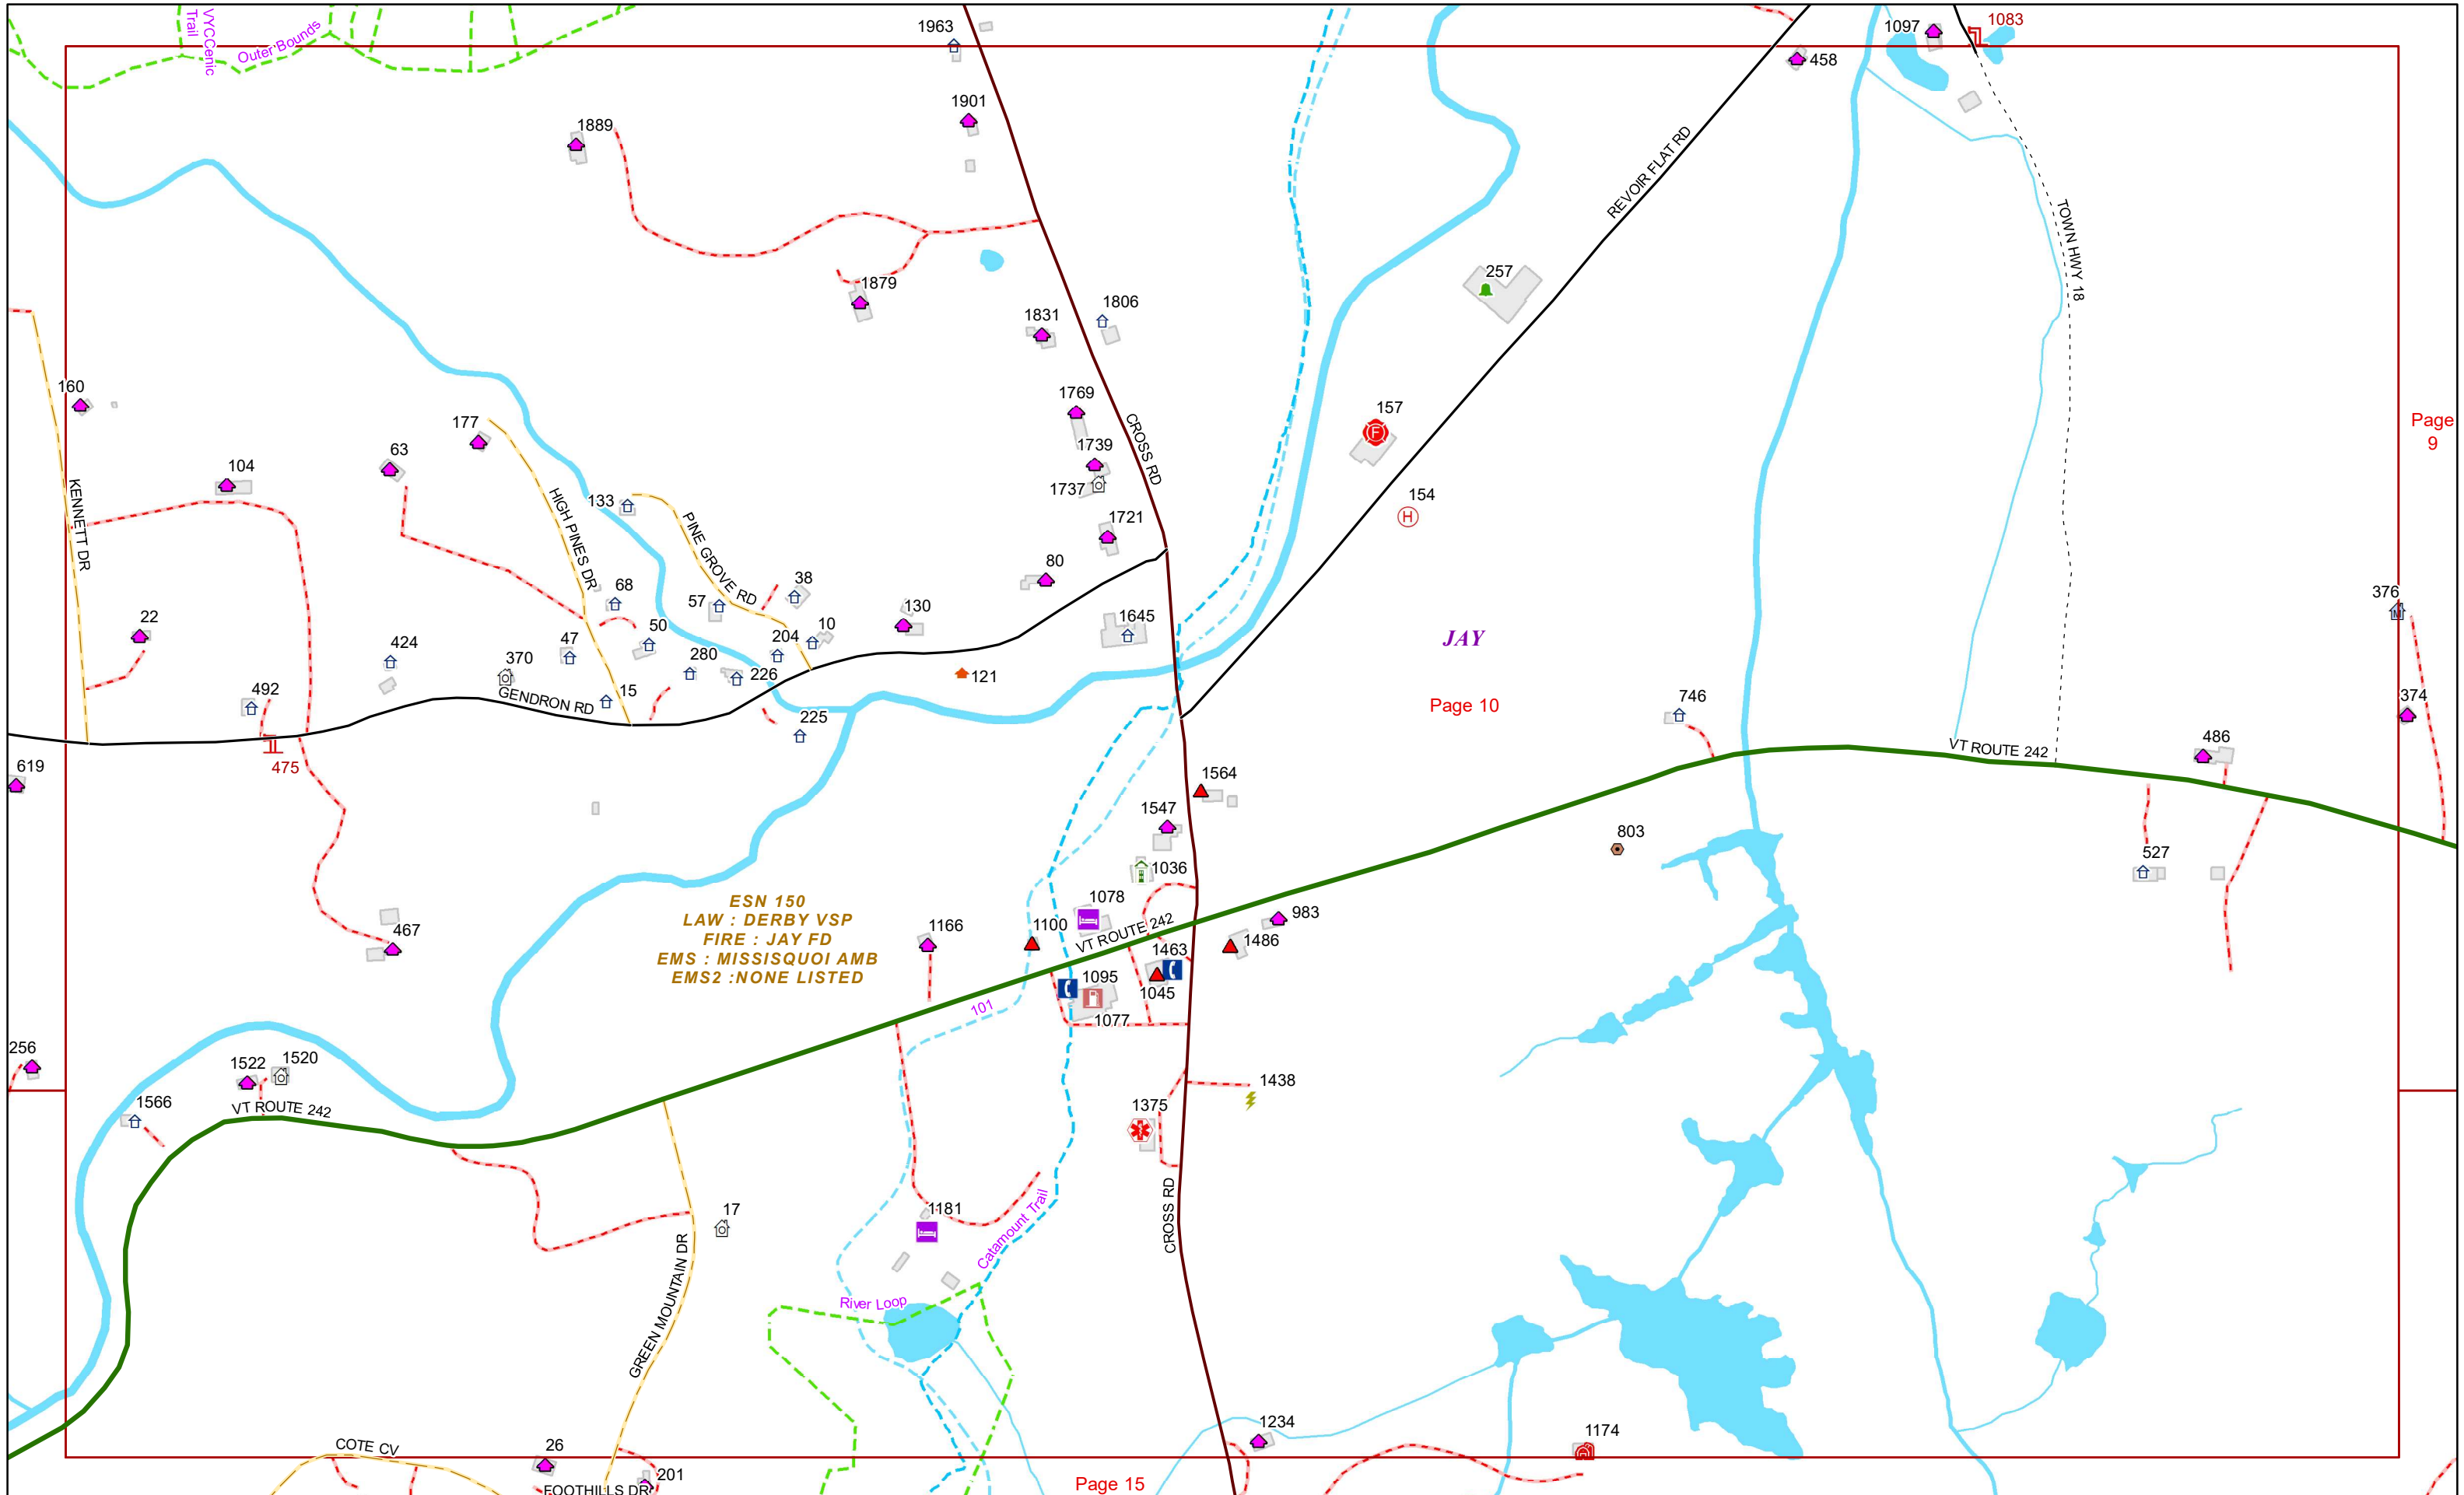 VYCCenic
Trail
Outer Bounds
1963
1097
1083
458
1901
1889
REVOIR FLAT RD
TOWN HWY 18
257
1879
1806
1831
160
1769
157
CROSS RD
Page
9
177
63
1739
104
1737
154
KENNETT DR
HIGH PINES DR
133
PINE GROVE RD
1721
80
68
57
38
376
22
130
1645
10
424
47
50
204
JAY
370
280
226
121
492
GENDRON RD
15
746
374
Page 10
225
486
VT ROUTE 242
475
619
1564
1547
803
527
1036
ESN 150
LAW : DERBY VSP
FIRE : JAY FD
EMS : MISSISQUOI AMB
EMS2 :NONE LISTED
1078
983
467
1166
1100
VT ROUTE 242
1486
1463
1095
1045
101
1077
256
1522
1520
1438
1566
VT ROUTE 242
1375
17
1181
CROSS RD
Catamount Trail
GREEN MOUNTAIN DR
River Loop
1234
1174
COTE CV
26
201
FOOTHILLS DR
Page 15